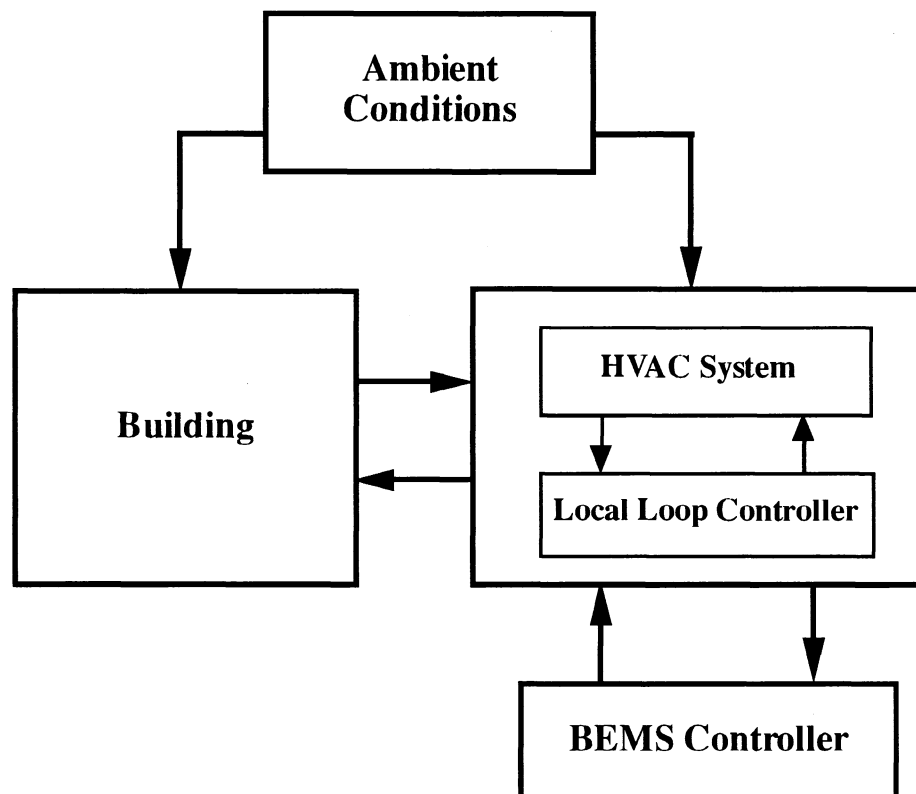 Ambient
Conditions
Building
HVAC System
Local Loop Controller
BEMS Controller